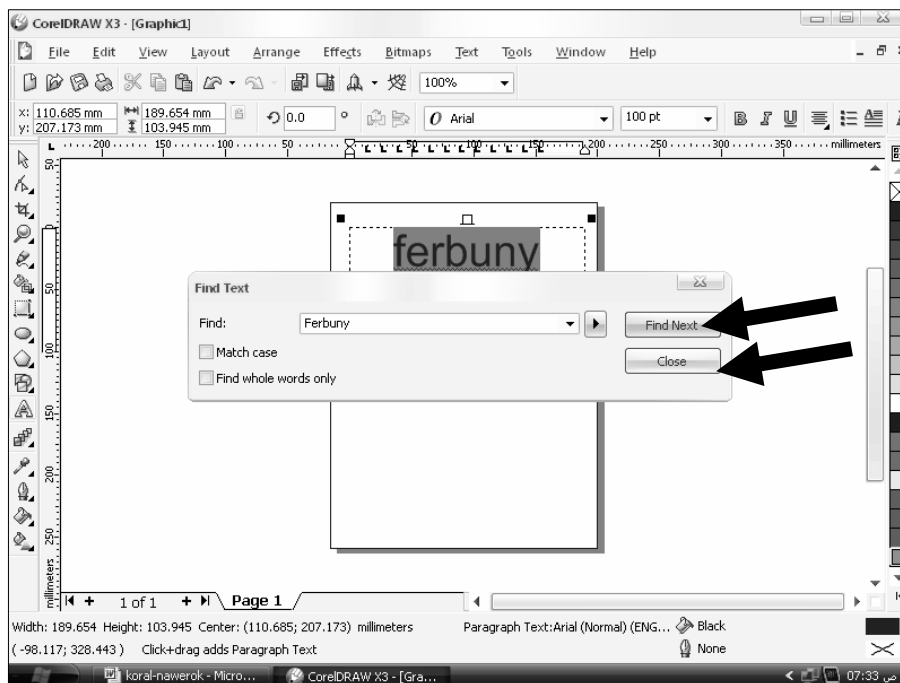 CorelDRAW X3 - [Graphic1]
File Edit View Layout Arrange Effects Bitmaps Text Tools Window Help
100%
x: 110.685 mm 189.654 mm 0.0 ° O Arial 100 pt B U
y: 207.173 mm 103.945 mm
200 150 100 50 50 100 150 200 250 300 350 millimeters
50
ferbuny
Find Text
50
Find: Ferbuny Find Next
Match case Close
100
Find whole words only
150
200
250
millimeters
1 of 1 Page 1
Width: 189.654 Height: 103.945 Center: (110.685; 207.173) millimeters Paragraph Text:Arial (Normal) (ENG... Black
( -98.117; 328.443 ) Click+drag adds Paragraph Text None
koral-nawerok - Micro... CorelDRAW X3 - [Gra... 07:33 ص